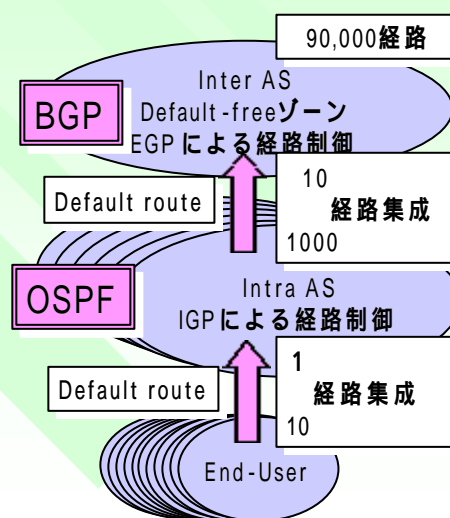 90,000経路
Inter AS
BGP
Default-freeゾーン
EGPによる経路制御
10
Default route
経路集成
1000
Intra AS
OSPF
IGPによる経路制御
1
Default route
経路集成
10
End-User